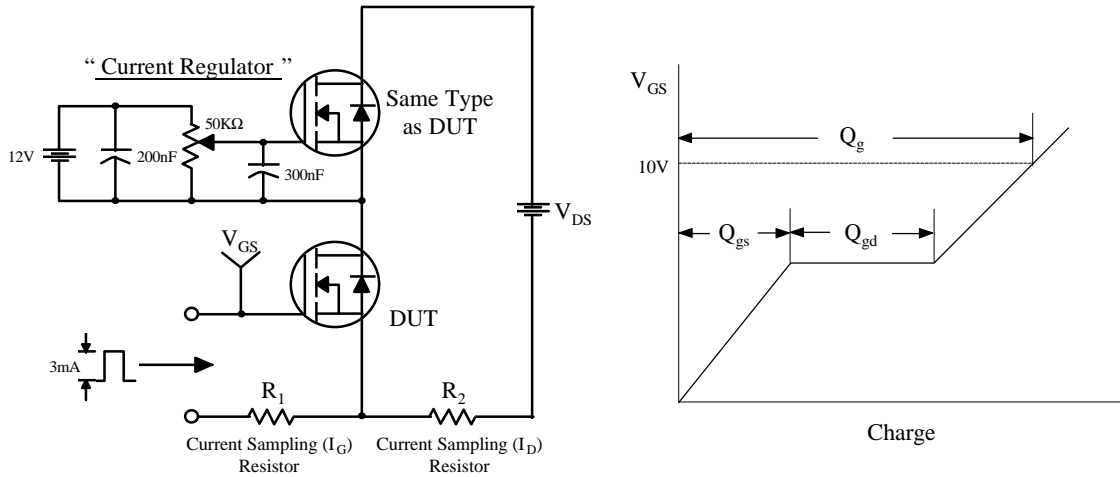 “ Current Regulator ”
Same Type
as DUT
50KΩ
12V
200nF
300nF
V_DS
V_GS
DUT
3mA
R_1
R_2
Current Sampling (I_G)
Resistor
Current Sampling (I_D)
Resistor
V_GS
Q_g
10V
Q_gs
Q_gd
Charge